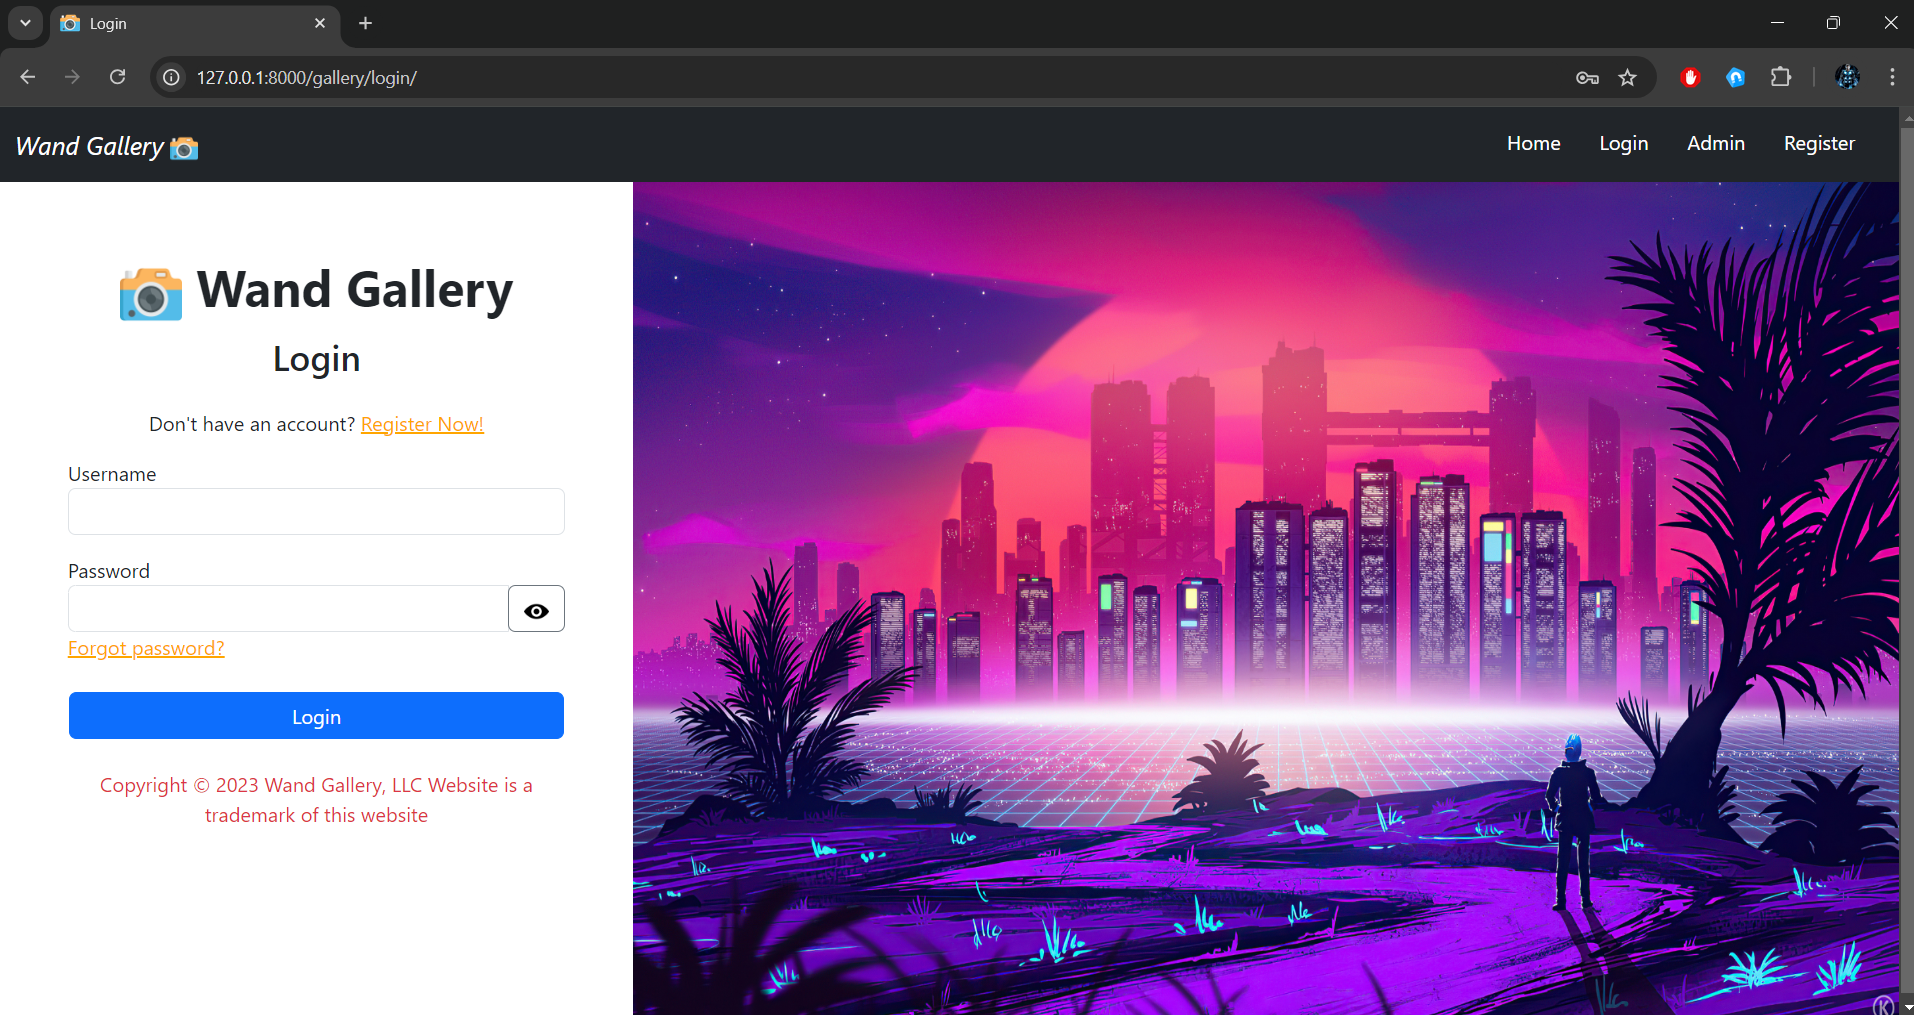 Login
127.0.0.1:8000/gallery/login/
Wand Gallery
Home Login Admin Register
Wand Gallery
Login
Don't have an account? Register Now!
Username
Password
Forgot password?
Login
Copyright © 2023 Wand Gallery, LLC Website is a
trademark of this website
K